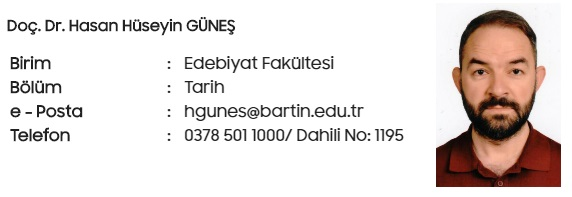 Doç. Dr. Hasan Hüseyin GÜNEŞ
Birim : Edebiyat Fakültesi
Bölüm : Tarih
e - Posta : hgunes@bartin.edu.tr
Telefon : 0378 501 1000/ Dahili No: 1195